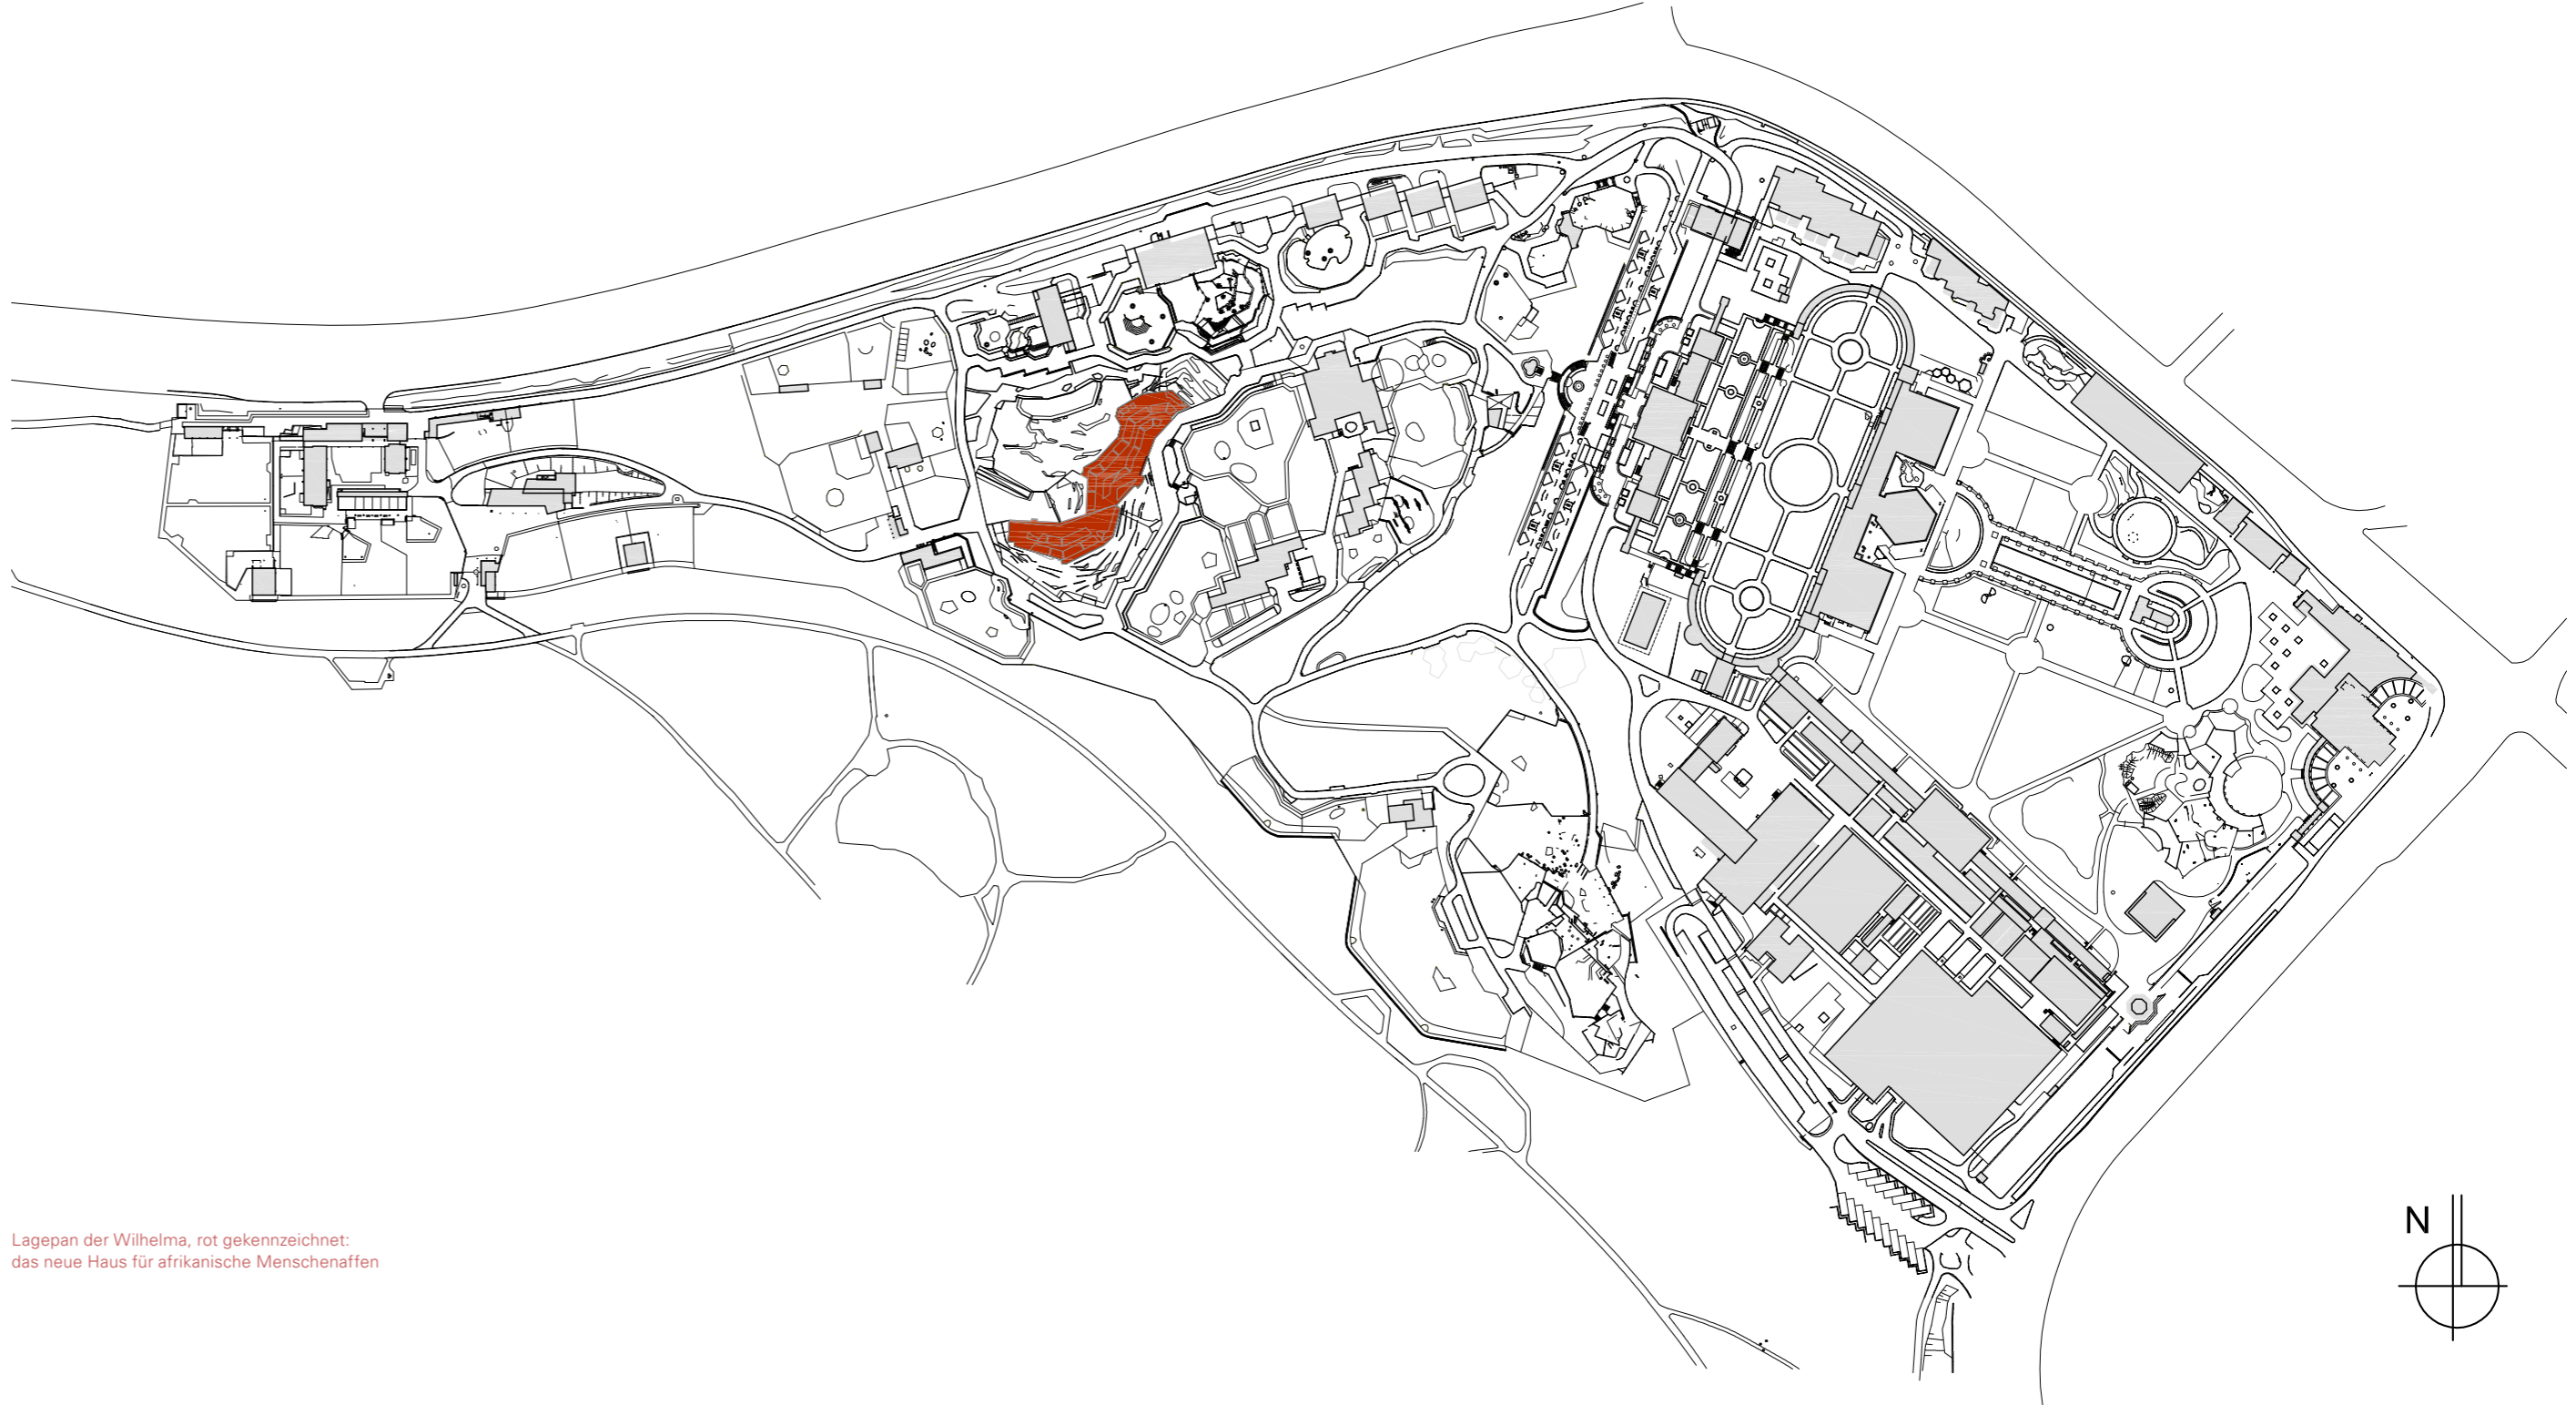 Lagepan der Wilhelma, rot gekennzeichnet:
das neue Haus für afrikanische Menschenaffen
N